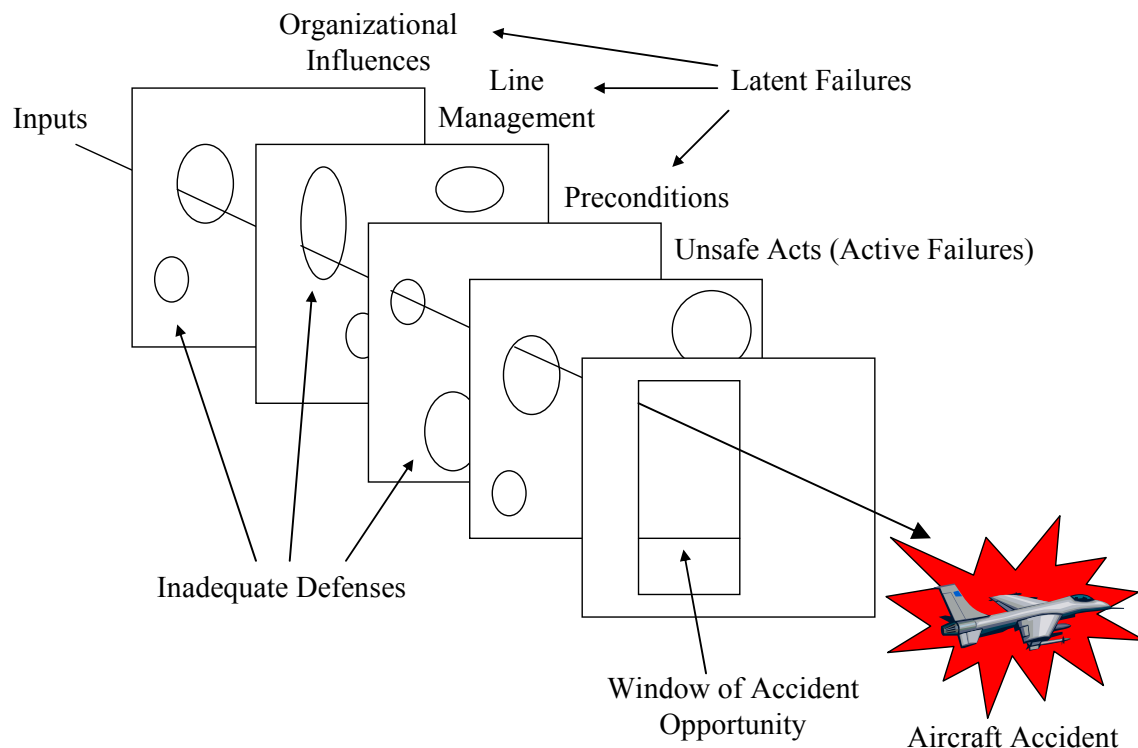 Organizational
Influences
Line
Management
Latent Failures
Inputs
Preconditions
Unsafe Acts (Active Failures)
Inadequate Defenses
Window of Accident
Opportunity
Aircraft Accident